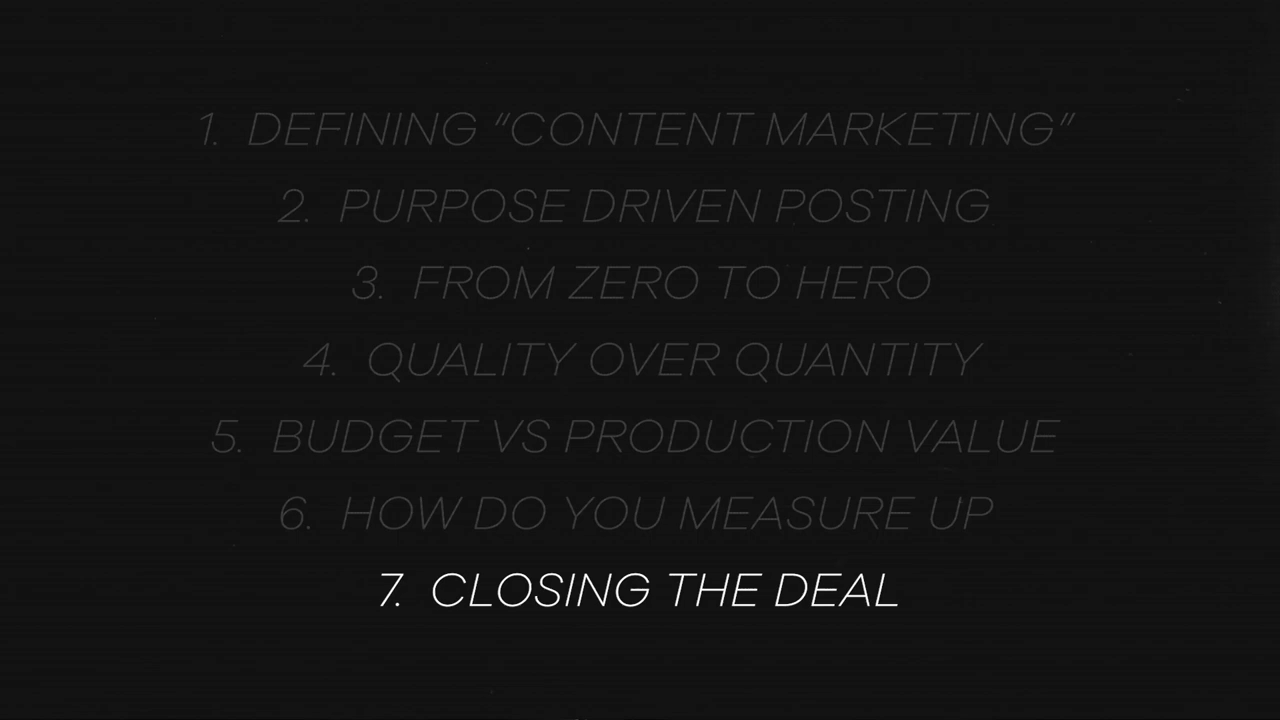 1. DEFINING “CONTENT MARKETING”
2. PURPOSE DRIVEN POSTING
3. FROM ZERO TO HERO
4. QUALITY OVER QUANTITY
5. BUDGET VS PRODUCTION VALUE
6. HOW DO YOU MEASURE UP
7. CLOSING THE DEAL